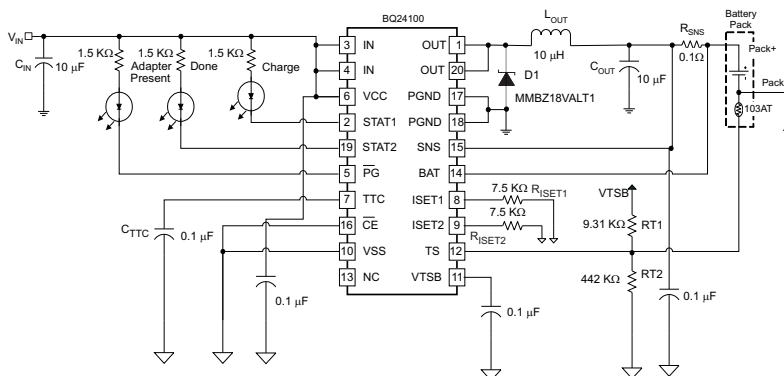 BQ24100
Battery
Pack
Pack+
Pack
103AT
VIN
CIN
10 μF
1.5 KΩ
Adapter
Present
1.5 KΩ
Done
1.5 KΩ
Charge
3 IN
4 IN
6 VCC
2 STAT1
19 STAT2
5 PG
7 TTC
16 CE
10 VSS
13 NC
OUT 1
OUT 20
PGND 17
PGND 18
SNS 15
BAT 14
ISET1 8
ISET2 9
TS 12
VTSB 11
LOUT
10 μH
D1
MMBZ18VALT1
COUT
10 μF
RSNS
0.1Ω
7.5 KΩ
RISET1
7.5 KΩ
RISET2
VTSB
9.31 KΩ RT1
442 KΩ RT2
CTTC
0.1 μF
0.1 μF
0.1 μF
0.1 μF